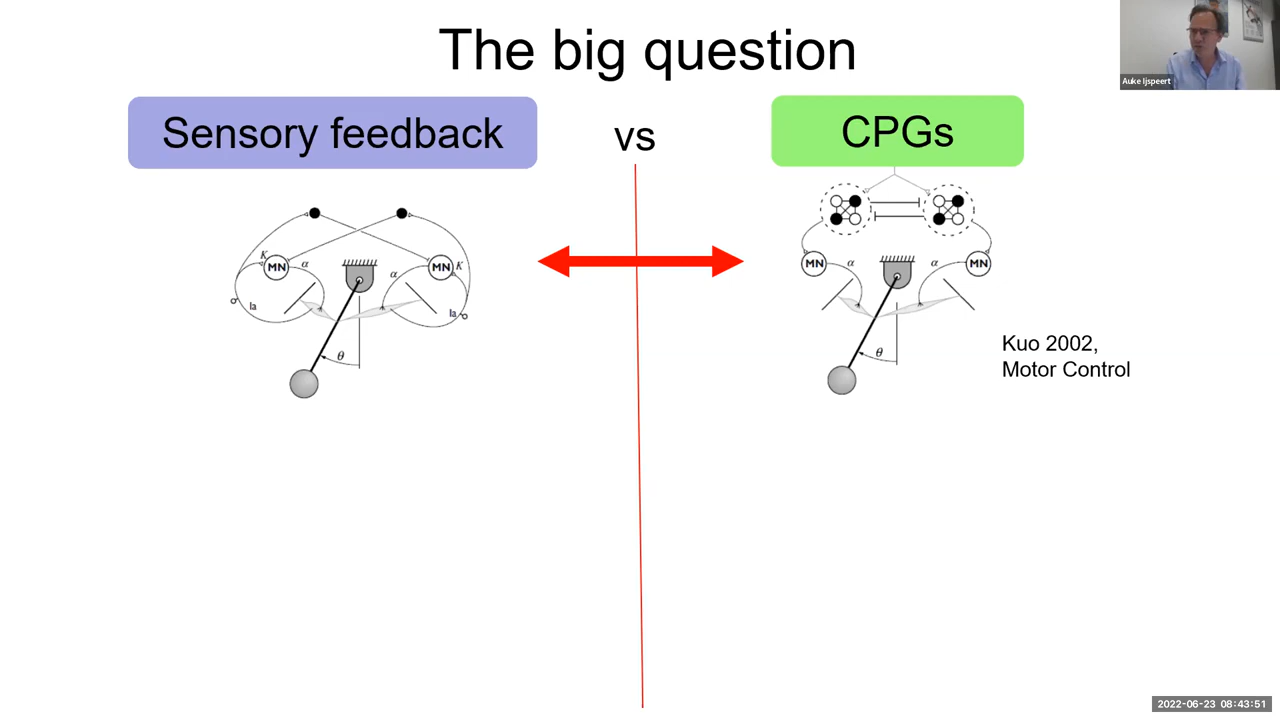 The big question
Auke Ijspeert
Sensory feedback
vs
CPGs
K
MN
α
Ia
θ
α
MN
K
Ia
MN
α
θ
α
MN
Kuo 2002,
Motor Control
2022-06-23 08:43:51